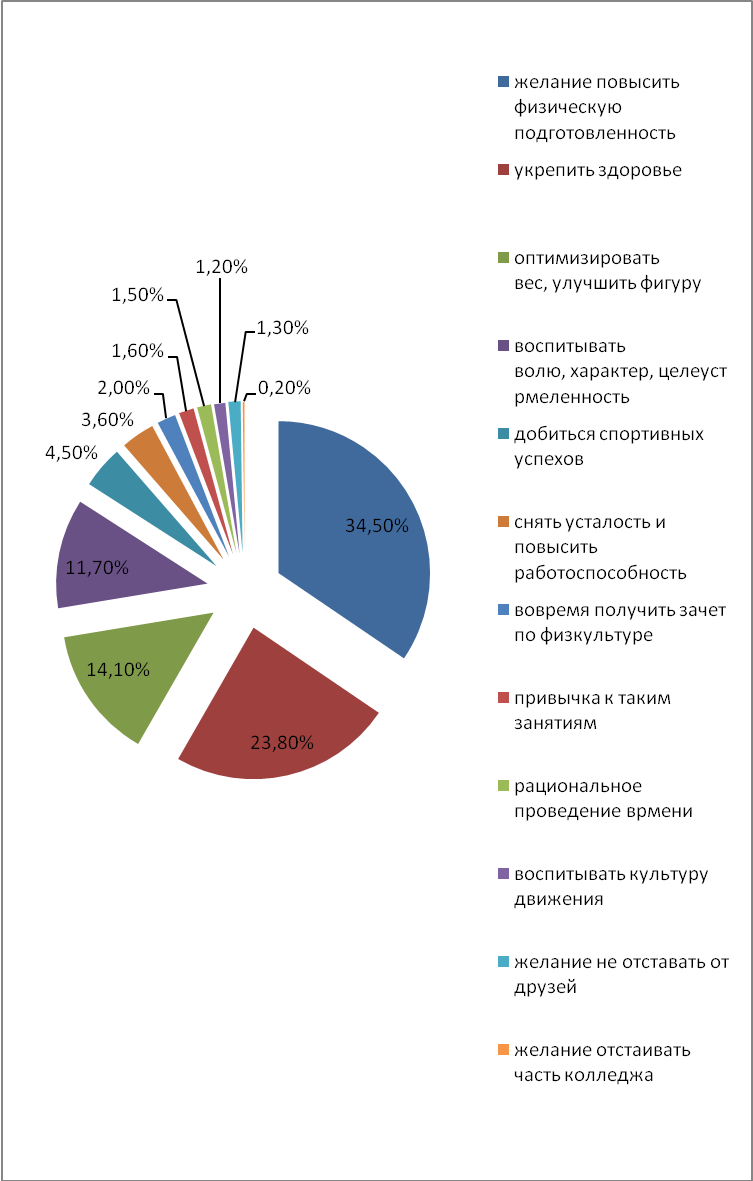 желание повысить
физическую
подготовленность
укрепить здоровье
оптимизировать
вес, улучшить фигуру
воспитывать
волю, характер, целеуст
рмеленность
добиться спортивных
успехов
снять усталость и
повысить
работоспособность
вовремя получить зачет
по физкультуре
привычка к таким
занятиям
рациональное
проведение врмени
воспитывать культуру
движения
желание не отставать от
друзей
желание отстаивать
часть колледжа
1,20%
1,50%
1,30%
1,60%
2,00%
0,20%
3,60%
4,50%
34,50%
11,70%
14,10%
23,80%